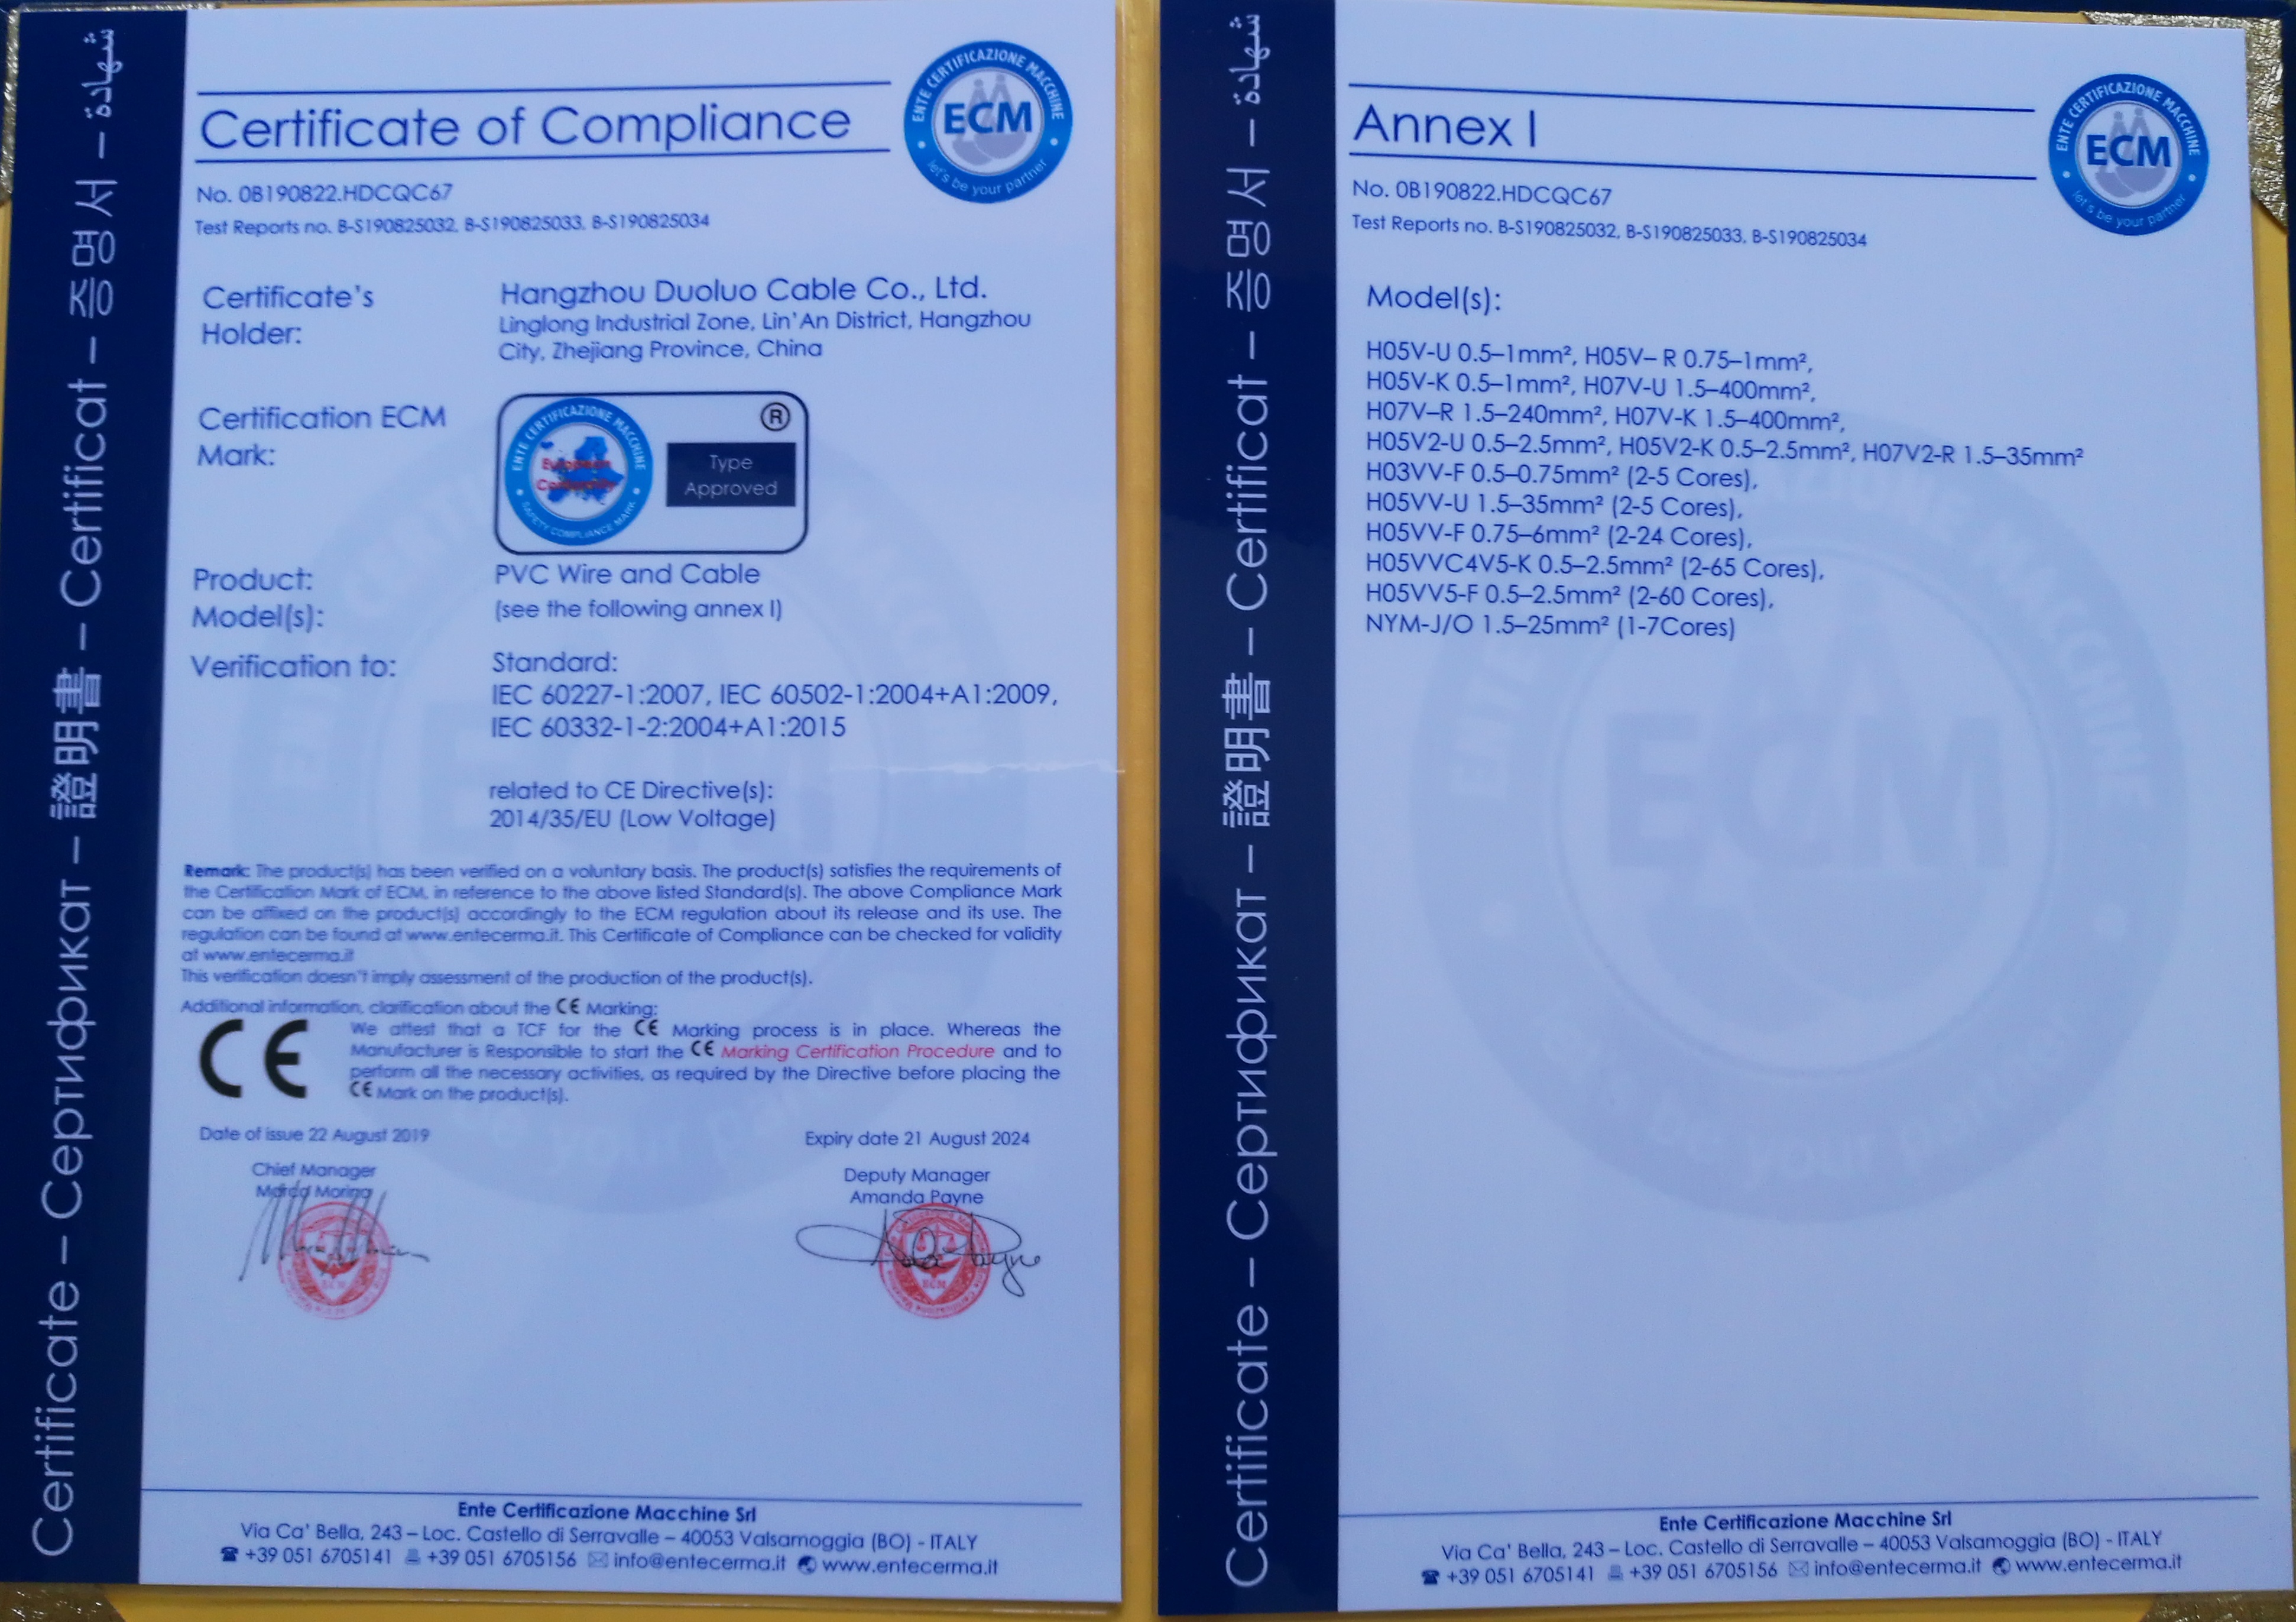 Certificate – Сертификат – 證明書 – Certificat – 증명서 – شهادة
Certificate of Compliance
ENTE CERTIFICAZIONE MACCHINE
ECM
let's be your partner
No. 0B190822.HDCQC67
Test Reports no. B-S190825032, B-S190825033, B-S190825034
Certificate's
Holder:
Hangzhou Duoluo Cable Co., Ltd.
Linglong Industrial Zone, Lin'An District, Hangzhou
City, Zhejiang Province, China
Certification ECM
Mark:
ENTE CERTIFICAZIONE MACCHINE
European
SAFETY COMPLIANCE MARK
®
Type
Approved
Product:
PVC Wire and Cable
Model(s):
(see the following annex I)
Verification to:
Standard:
IEC 60227-1:2007, IEC 60502-1:2004+A1:2009,
IEC 60332-1-2:2004+A1:2015
related to CE Directive(s):
2014/35/EU (Low Voltage)
Remark: The product(s) has been verified on a voluntary basis. The product(s) satisfies the requirements of
the Certification Mark of ECM, in reference to the above listed Standard(s). The above Compliance Mark
can be affixed on the product(s) accordingly to the ECM regulation about its release and its use. The
regulation can be found at www.entecerma.it. This Certificate of Compliance can be checked for validity
at www.entecerma.it
This verification doesn't imply assessment of the production of the product(s).
Additional information, clarification about the CE Marking:
CE
We attest that a TCF for the CE Marking process is in place. Whereas the
Manufacturer is Responsible to start the CE Marking Certification Procedure and to
perform all the necessary activities, as required by the Directive before placing the
CE Mark on the product(s).
Date of issue 22 August 2019
Expiry date 21 August 2024
Chief Manager
Deputy Manager
Amanda Payne
ECM
Ente Certificazione Macchine Srl
Via Ca' Bella, 243 – Loc. Castello di Serravalle – 40053 Valsamoggia (BO) - ITALY
☎ +39 051 6705141 +39 051 6705156 ✉ info@entecerma.it www.entecerma.it
Certificate – Сертификат – 證明書 – Certificat – 증명서 – شهادة
Annex I
ENTE CERTIFICAZIONE MACCHINE
ECM
let's be your partner
No. 0B190822.HDCQC67
Test Reports no. B-S190825032, B-S190825033, B-S190825034
Model(s):
H05V-U 0.5–1mm², H05V– R 0.75–1mm²,
H05V-K 0.5–1mm², H07V-U 1.5–400mm²,
H07V–R 1.5–240mm², H07V-K 1.5–400mm²,
H05V2-U 0.5–2.5mm², H05V2-K 0.5–2.5mm², H07V2-R 1.5–35mm²
H03VV-F 0.5–0.75mm² (2-5 Cores),
H05VV-U 1.5–35mm² (2-5 Cores),
H05VV-F 0.75–6mm² (2-24 Cores),
H05VVC4V5-K 0.5–2.5mm² (2-65 Cores),
H05VV5-F 0.5–2.5mm² (2-60 Cores),
NYM-J/O 1.5–25mm² (1-7Cores)
Ente Certificazione Macchine Srl
Via Ca' Bella, 243 – Loc. Castello di Serravalle – 40053 Valsamoggia (BO) - ITALY
☎ +39 051 6705141 +39 051 6705156 ✉ info@entecerma.it www.entecerma.it